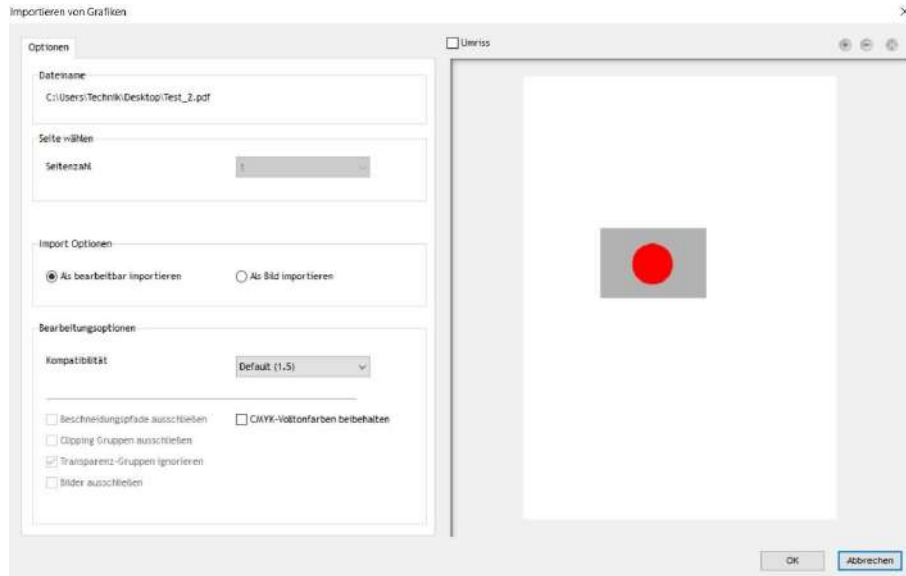 Importieren von Grafiken
Optionen
Dateiname
C:\Users\Technik\Desktop\Test_2.pdf
Seite wählen
Seitenzahl 1
Import Optionen
Als bearbeitbar importieren Als Bild importieren
Bearbeitungsoptionen
Kompatibilität Default (1.5)
Beschneidungspfade ausschließen CMYK-Volltonfarben beibehalten
Clipping Gruppen ausschließen
Transparenz-Gruppen ignorieren
Bilder ausschließen
Umriss
OK Abbrechen